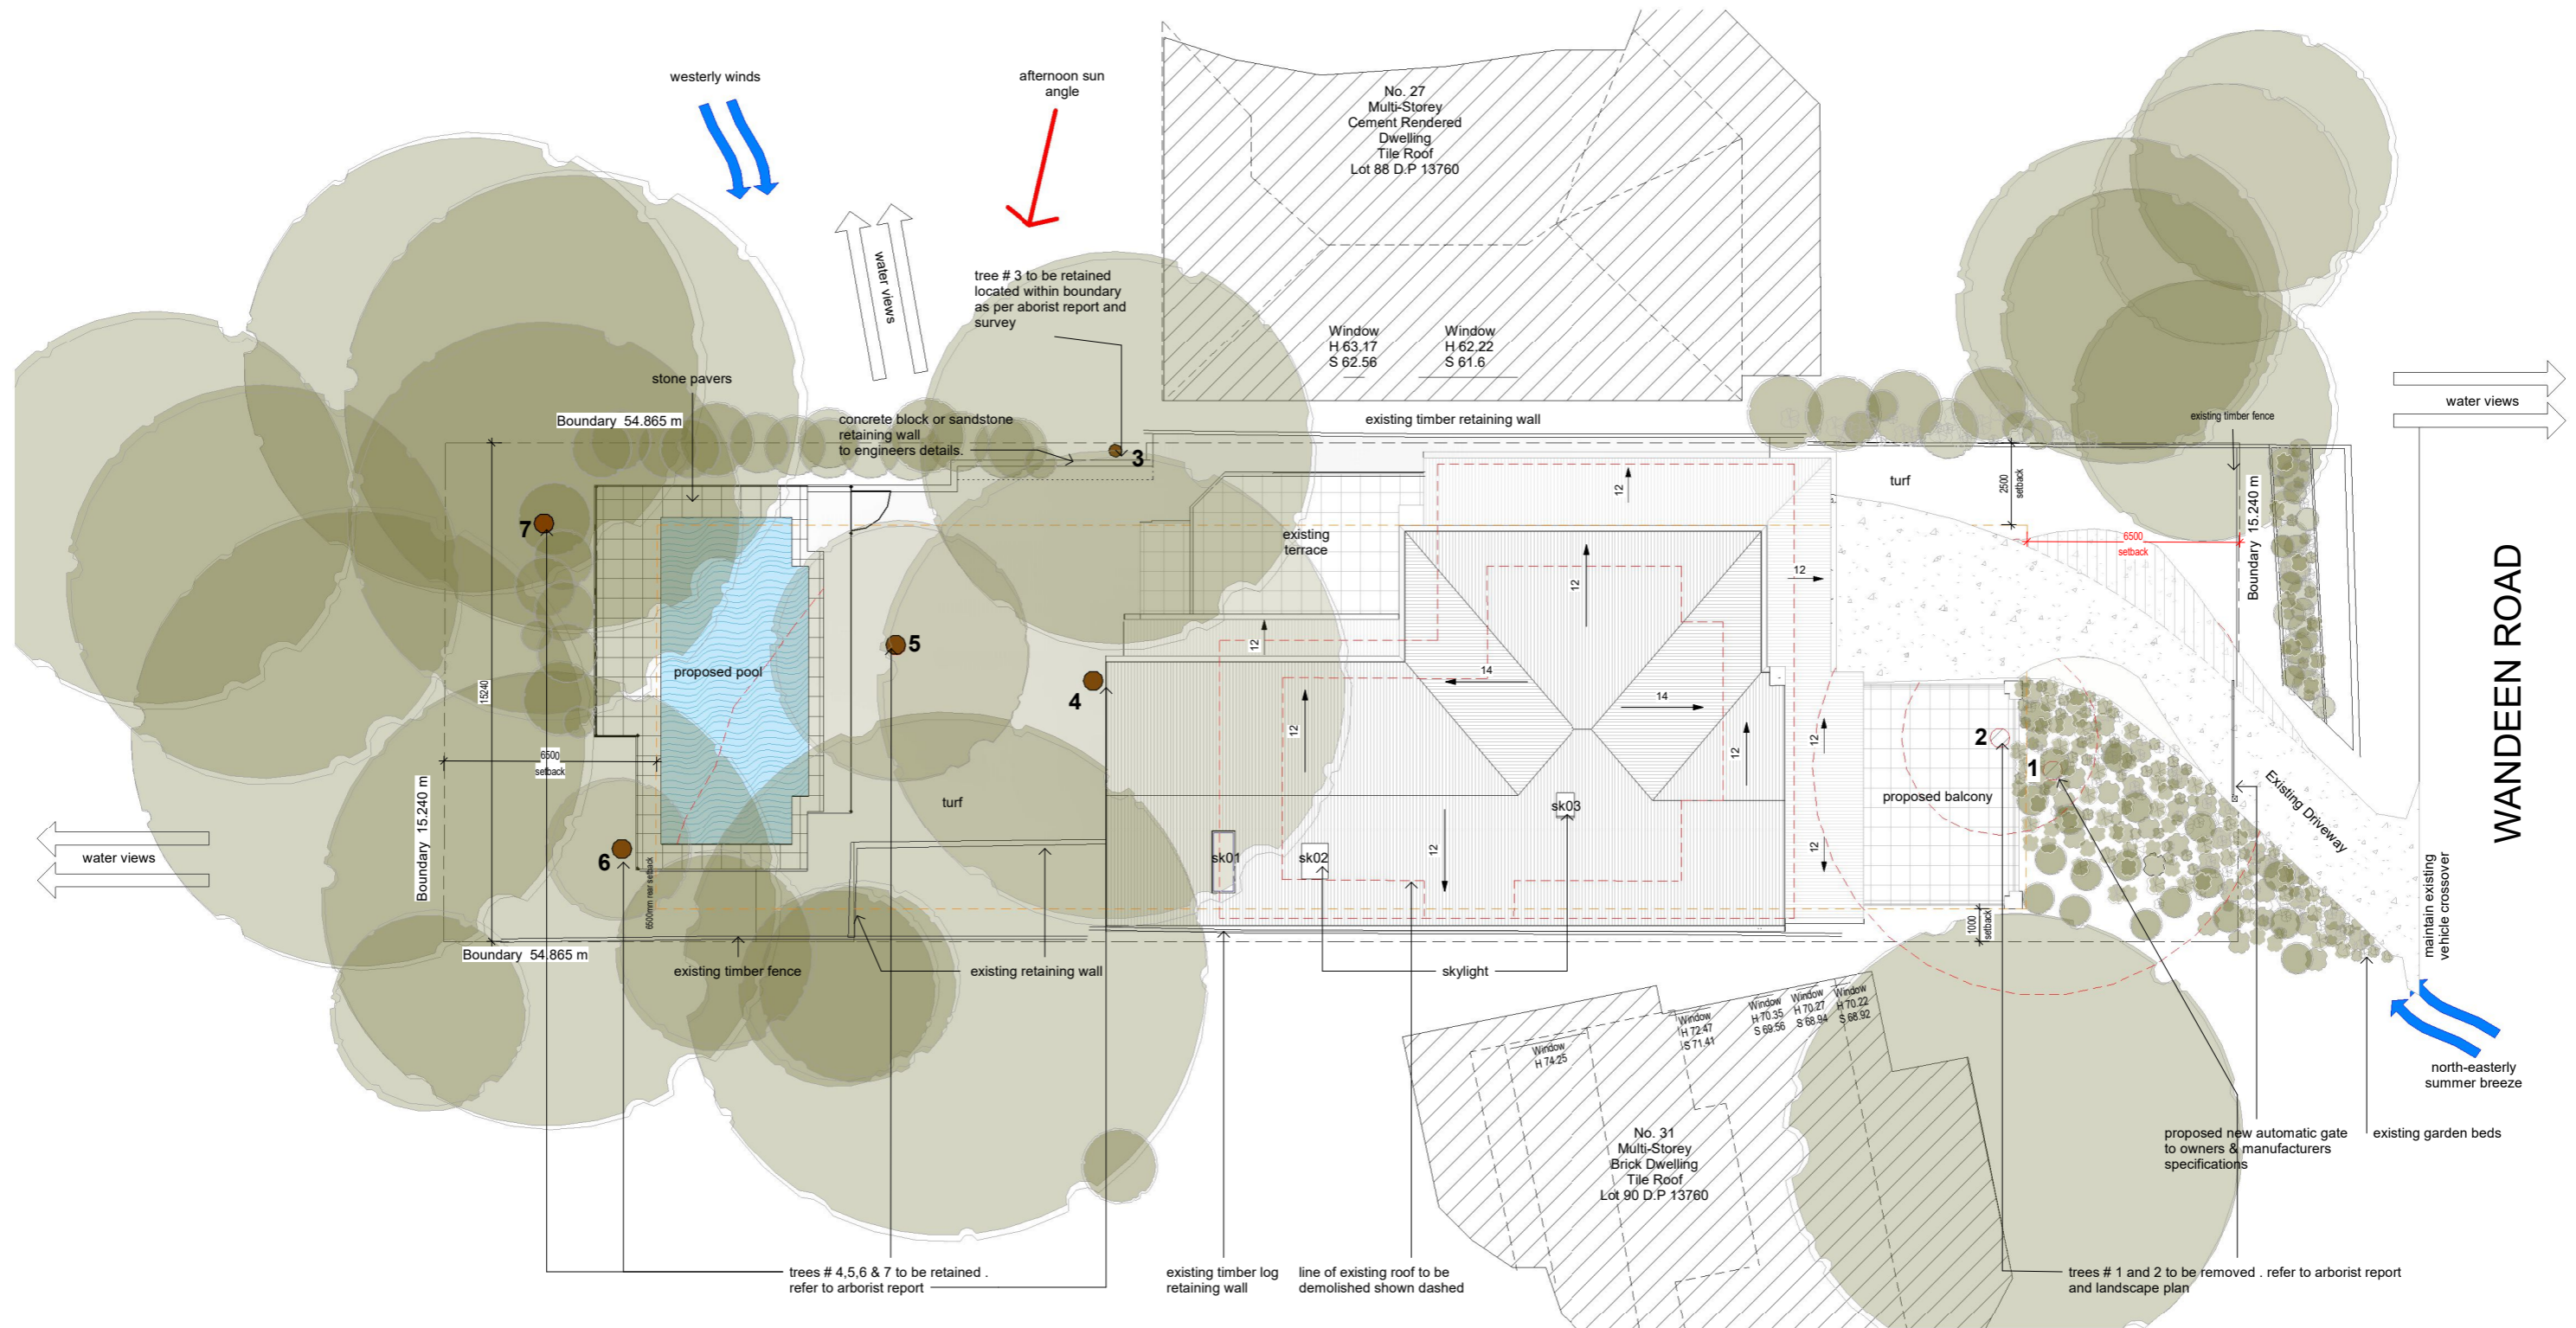 westerly winds
afternoon sun
angle
No. 27
Multi-Storey
Cement Rendered
Dwelling
Tile Roof
Lot 88 D.P 13760
water views
tree # 3 to be retained
located within boundary
as per aborist report and
survey
Window
H 63.17
S 62.56
Window
H 62.22
S 61.6
stone pavers
Boundary 54.865 m
concrete block or sandstone
retaining wall
to engineers details.
3
existing timber retaining wall
existing timber fence
water views
turf
2500
setback
12
7
existing
terrace
12
12
6500
setback
Boundary 15.240 m
WANDEEN ROAD
5
4
proposed pool
12
14
14
15240
12
12
12
2
1
6500
setback
Boundary 15.240 m
turf
sk03
proposed balcony
Existing Driveway
water views
6
6500mm rear setback
sk01
sk02
12
12
1000
setback
maintain existing
vehicle crossover
Boundary 54.865 m
existing timber fence
existing retaining wall
skylight
Window
H 74.25
Window
H 72.47
S 71.41
Window
H 70.35
S 69.56
Window
H 70.27
S 68.94
Window
H 70.22
S 68.92
north-easterly
summer breeze
No. 31
Multi-Storey
Brick Dwelling
Tile Roof
Lot 90 D.P 13760
proposed new automatic gate
to owners & manufacturers
specifications
existing garden beds
trees # 4,5,6 & 7 to be retained .
refer to arborist report
existing timber log
retaining wall
line of existing roof to be
demolished shown dashed
trees # 1 and 2 to be removed . refer to arborist report
and landscape plan